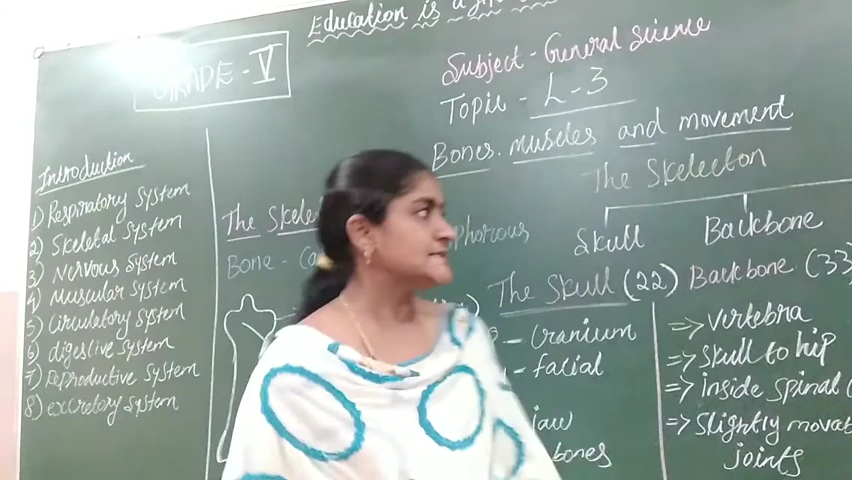 Education is a
GRADE - V
Subject - General science
Topic - L-3
Bones. muscles and movement
Introduction
1) Respiratory System
2) Skeletal System
3) Nervous System
4) Muscular System
5) Circulatory System
6) digestive System
7) Reproductive System
8) excretory System
The Skele
Bone - Ca
phorous
The Skeleton
Skull
Backbone
The Skull (22)
- Cranium
- facial
jaw
bones
Backbone (33
=> vertebra
=> Skull to hip
=> inside spinal
=> Slightly mova
joints